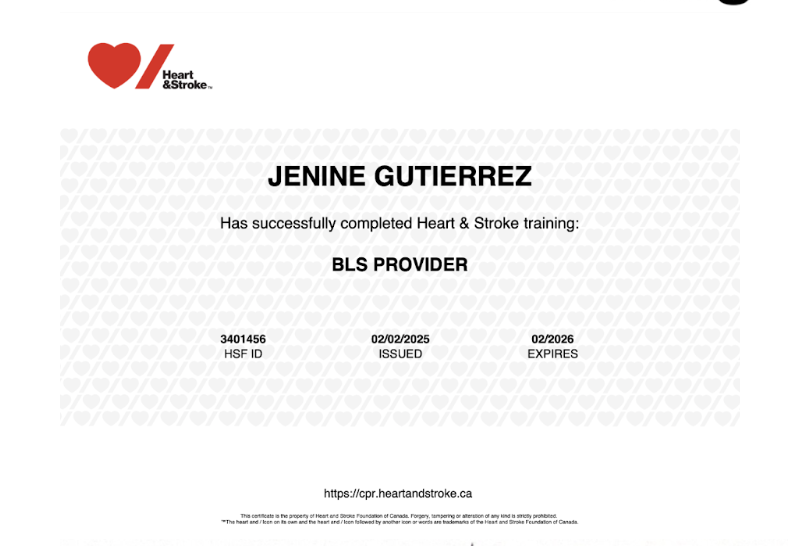 Heart
&Stroke™
JENINE GUTIERREZ
Has successfully completed Heart & Stroke training:
BLS PROVIDER
3401456 02/02/2025 02/2026
HSF ID ISSUED EXPIRES
https://cpr.heartandstroke.ca
This certificate is the property of Heart and Stroke Foundation of Canada. Forgery, tampering or alteration of any kind is strictly prohibited.
™The heart and / Icon on its own and the heart and / Icon followed by another icon or words are trademarks of the Heart and Stroke Foundation of Canada.